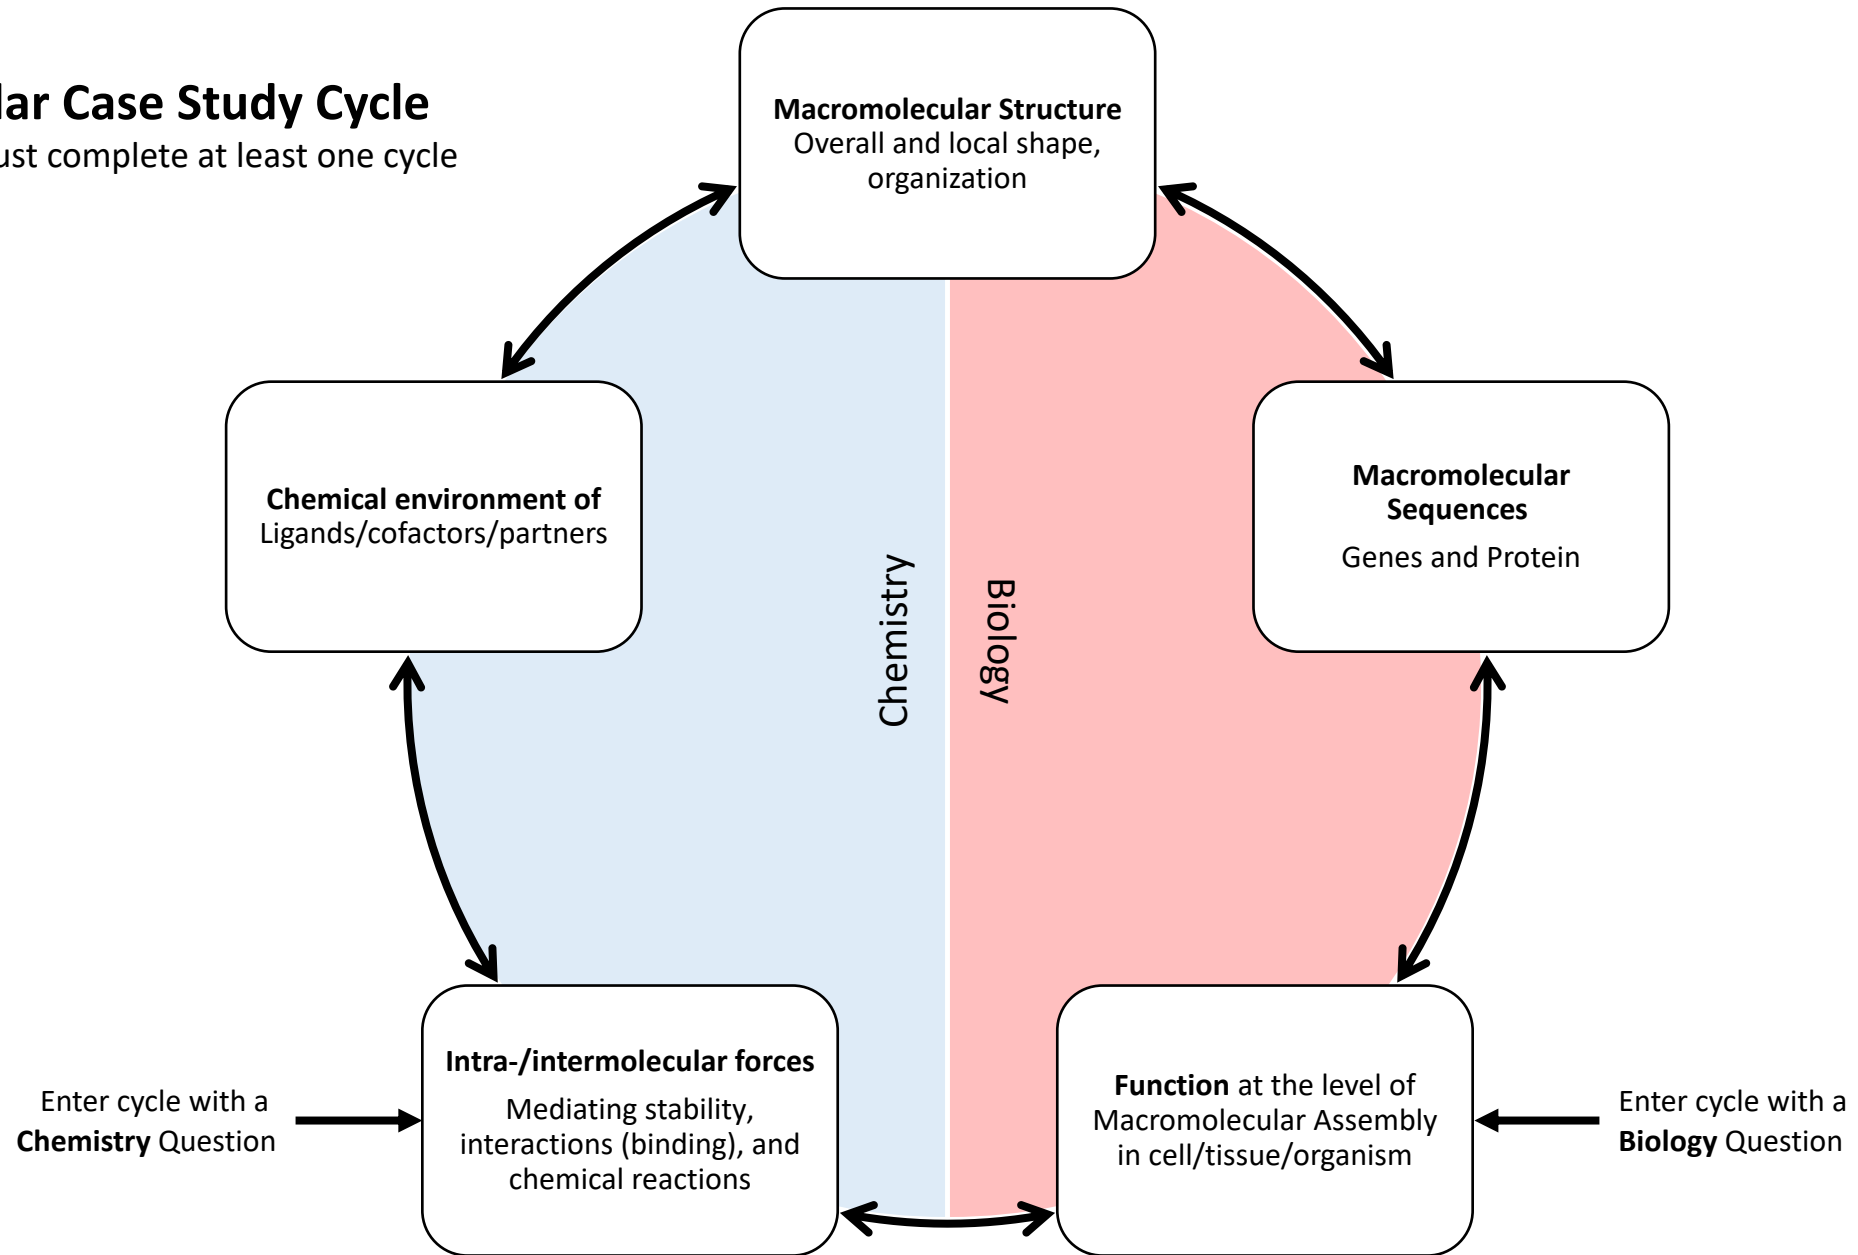 lar Case Study Cycle
ust complete at least one cycle
Macromolecular Structure
Overall and local shape,
organization
Chemical environment of
Ligands/cofactors/partners
Macromolecular
Sequences
Genes and Protein
Chemistry
Biology
Intra-/intermolecular forces
Mediating stability,
interactions (binding), and
chemical reactions
Function at the level of
Macromolecular Assembly
in cell/tissue/organism
Enter cycle with a
Chemistry Question
Enter cycle with a
Biology Question